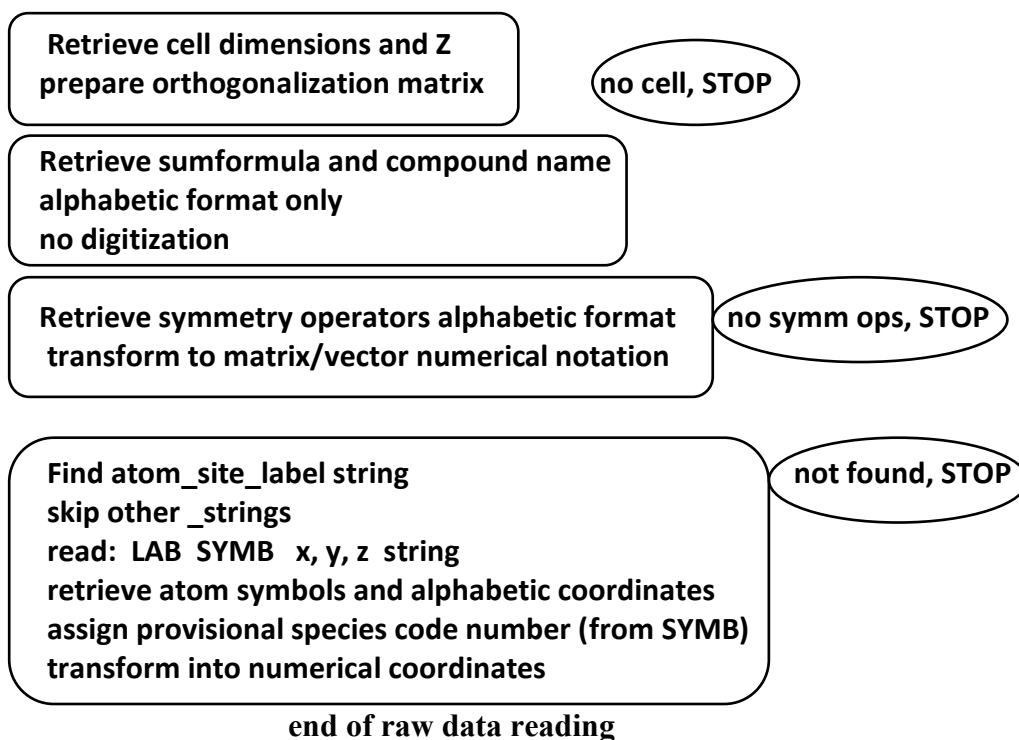 Retrieve cell dimensions and Z
prepare orthogonalization matrix
no cell, STOP
Retrieve sumformula and compound name
alphabetic format only
no digitization
Retrieve symmetry operators alphabetic format
transform to matrix/vector numerical notation
no symm ops, STOP
Find atom_site_label string
skip other _strings
read: LAB SYMB x, y, z string
retrieve atom symbols and alphabetic coordinates
assign provisional species code number (from SYMB)
transform into numerical coordinates
not found, STOP
end of raw data reading